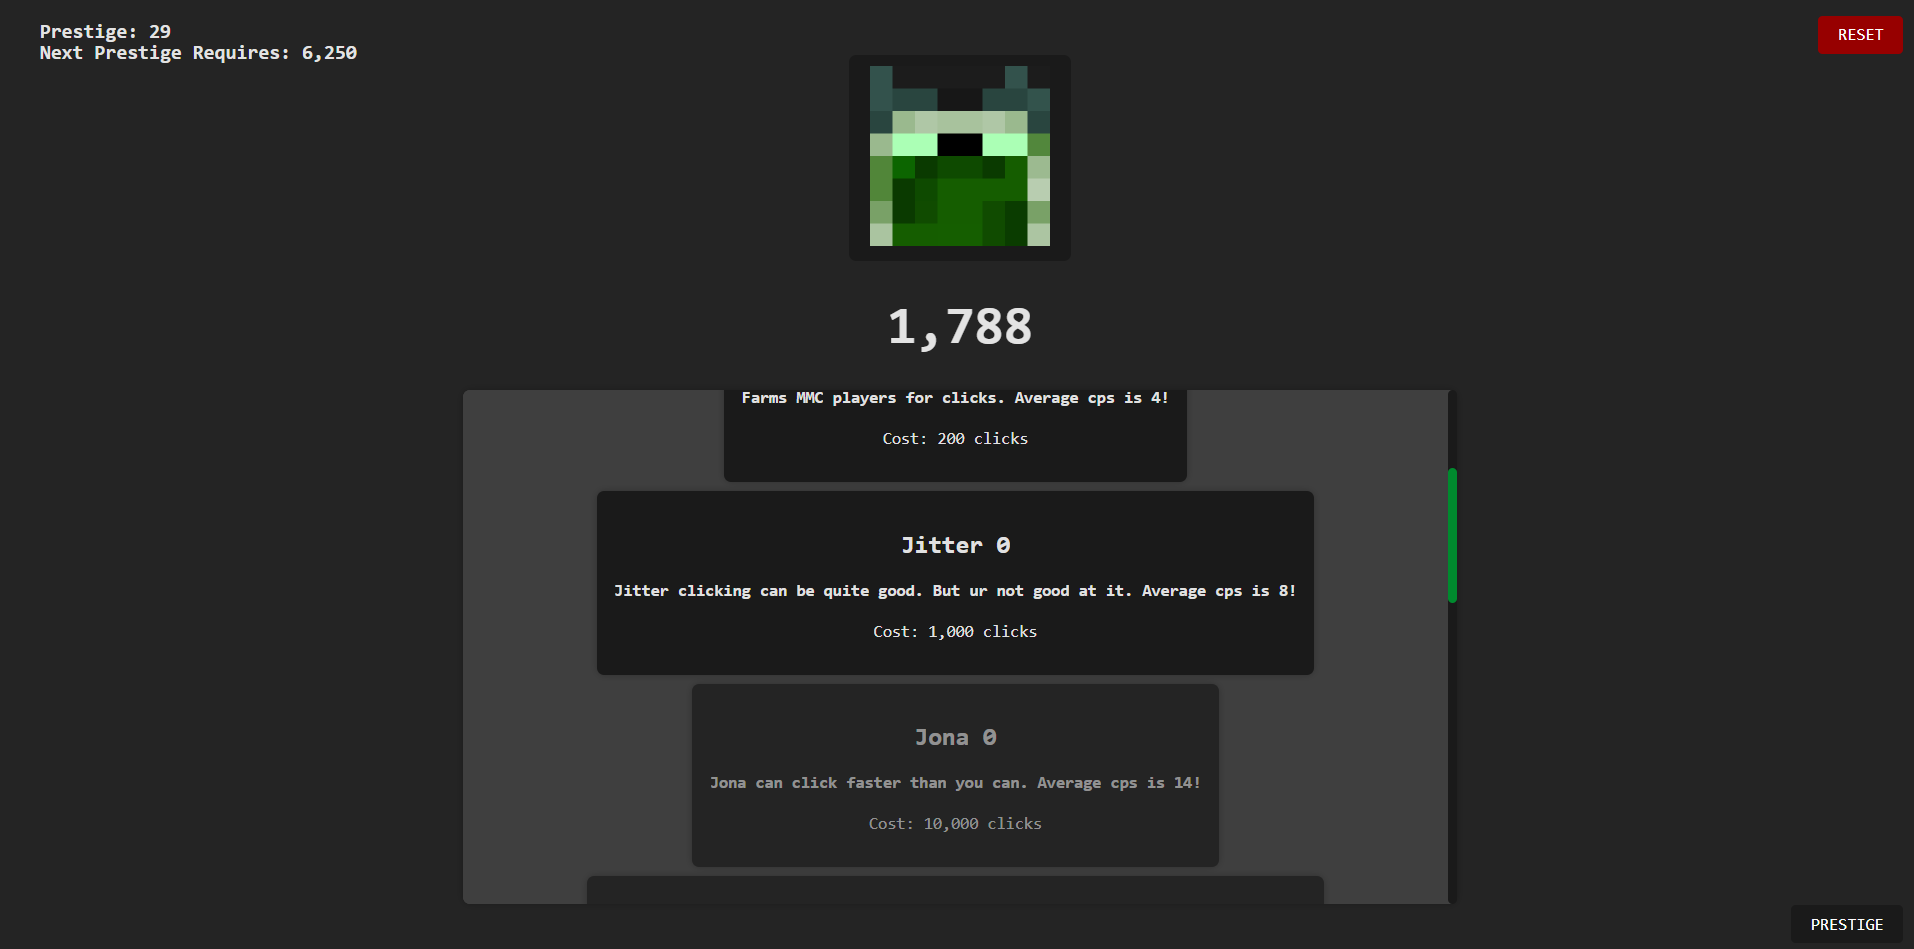 Prestige: 29
Next Prestige Requires: 6,250
RESET
1,788
Farms MMC players for clicks. Average cps is 4!
Cost: 200 clicks
Jitter 0
Jitter clicking can be quite good. But ur not good at it. Average cps is 8!
Cost: 1,000 clicks
Jona 0
Jona can click faster than you can. Average cps is 14!
Cost: 10,000 clicks
PRESTIGE